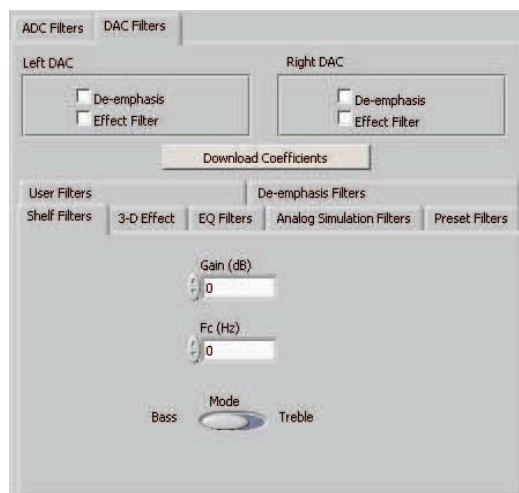 ADC Filters DAC Filters
Left DAC Right DAC
De-emphasis De-emphasis
Effect Filter Effect Filter
Download Coefficients
User Filters De-emphasis Filters
Shelf Filters 3-D Effect EQ Filters Analog Simulation Filters Preset Filters
Gain (dB)
0
Fc (Hz)
0
Mode
Bass Treble